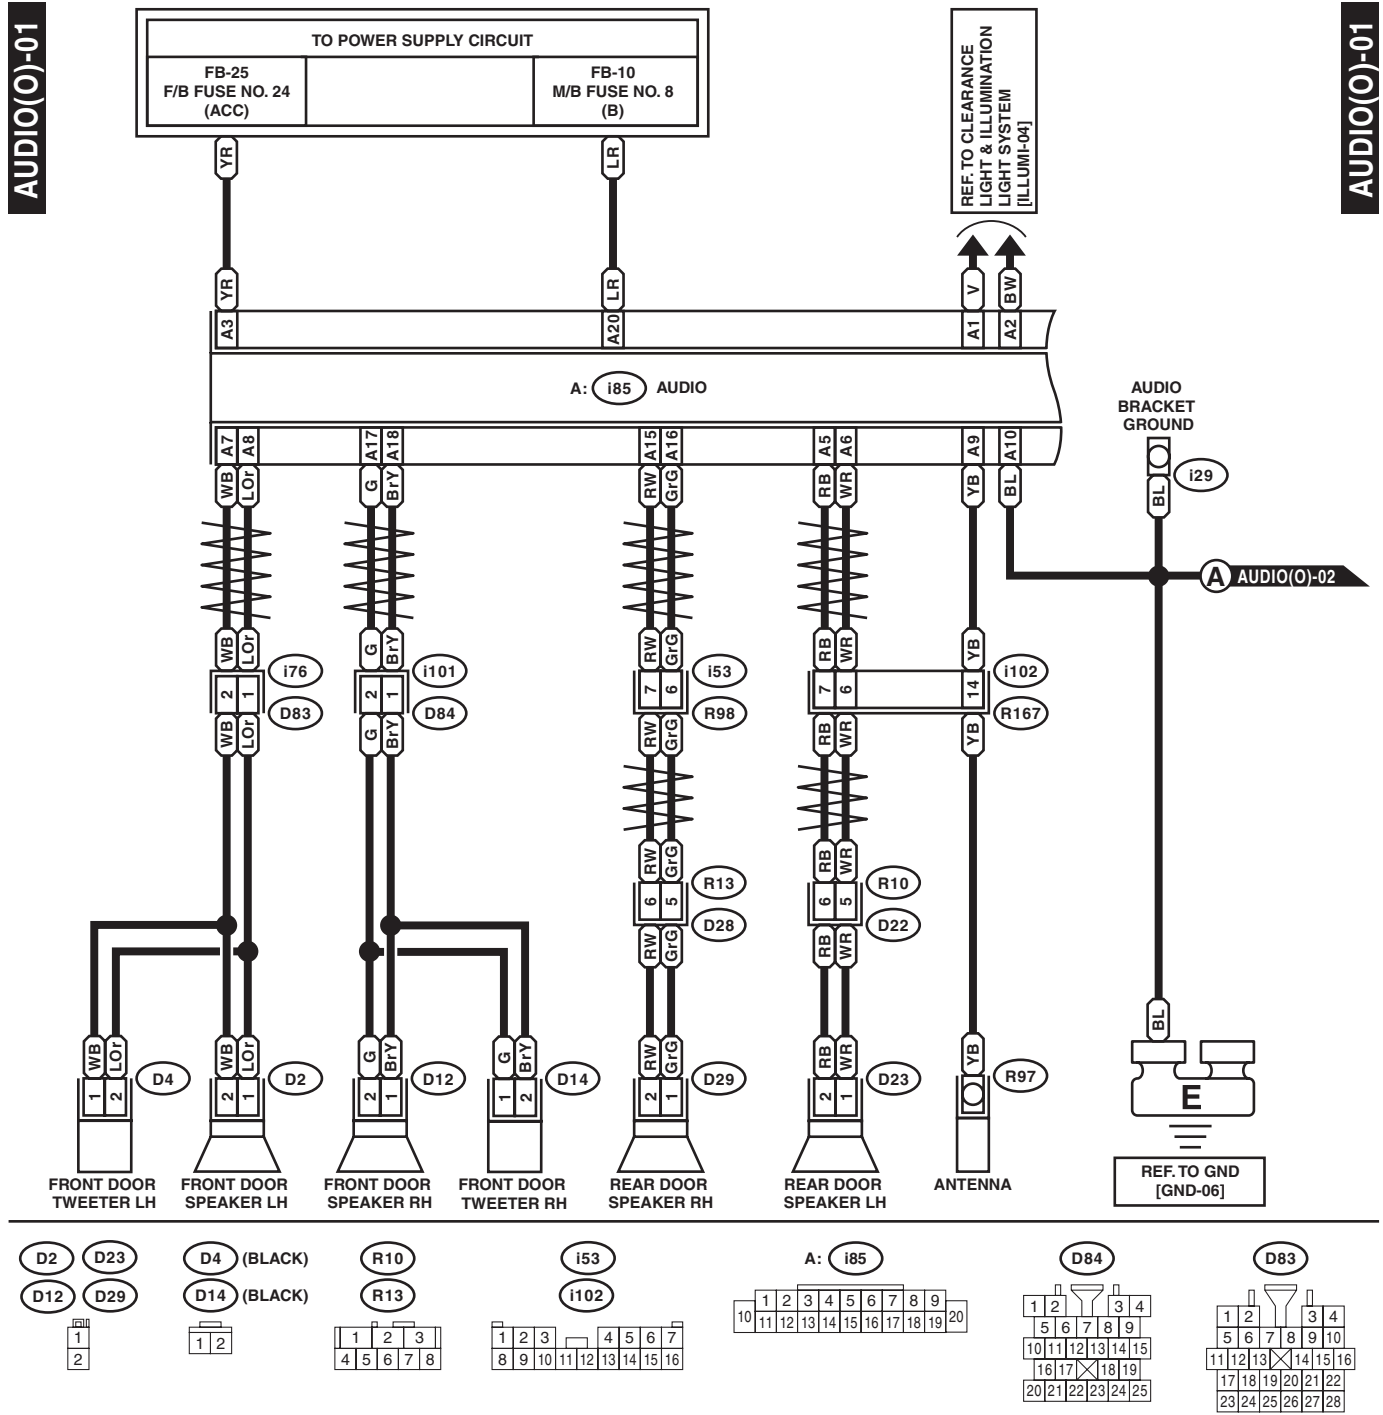 AUDIO(O)-01
AUDIO(O)-01
TO POWER SUPPLY CIRCUIT
FB-25
F/B FUSE NO. 24
(ACC)
FB-10
M/B FUSE NO. 8
(B)
REF. TO CLEARANCE
LIGHT & ILLUMINATION
LIGHT SYSTEM
[ILLUMI-04]
YR LR
YR LR V BW
A3 A20 A1 A2
A: i85 AUDIO
AUDIO
BRACKET
GROUND
A7 A8 A17 A18 A15 A16 A5 A6 A9 A10
WB LOr G BrY RW GrG RB WR YB BL
i29
BL
A AUDIO(O)-02
WB LOr G BrY RW GrG RB WR YB
i76 i101 i53 i102
2 1 2 1 7 6 7 6 14
D83 D84 R98 R167
WB LOr G BrY RW GrG RB WR YB
RW GrG RB WR
R13 R10
6 5 6 5
D28 D22
RW GrG RB WR
BL
WB LOr WB LOr G BrY G BrY RW GrG RB WR YB
D4 D2 D12 D14 D29 D23 R97
1 2 2 1 2 1 1 2 2 1 2 1
E
FRONT DOOR
TWEETER LH
FRONT DOOR
SPEAKER LH
FRONT DOOR
SPEAKER RH
FRONT DOOR
TWEETER RH
REAR DOOR
SPEAKER RH
REAR DOOR
SPEAKER LH
ANTENNA
REF. TO GND
[GND-06]
D2 D23
D12 D29
1
2
D4 (BLACK)
D14 (BLACK)
1 2
R10
R13
1 2 3
4 5 6 7 8
i53
i102
1 2 3 4 5 6 7
8 9 10 11 12 13 14 15 16
A: i85
1 2 3 4 5 6 7 8 9
10 11 12 13 14 15 16 17 18 19 20
D84
1 2 3 4
5 6 7 8 9
10 11 12 13 14 15
16 17 18 19
20 21 22 23 24 25
D83
1 2 3 4
5 6 7 8 9 10
11 12 13 14 15 16
17 18 19 20 21 22
23 24 25 26 27 28